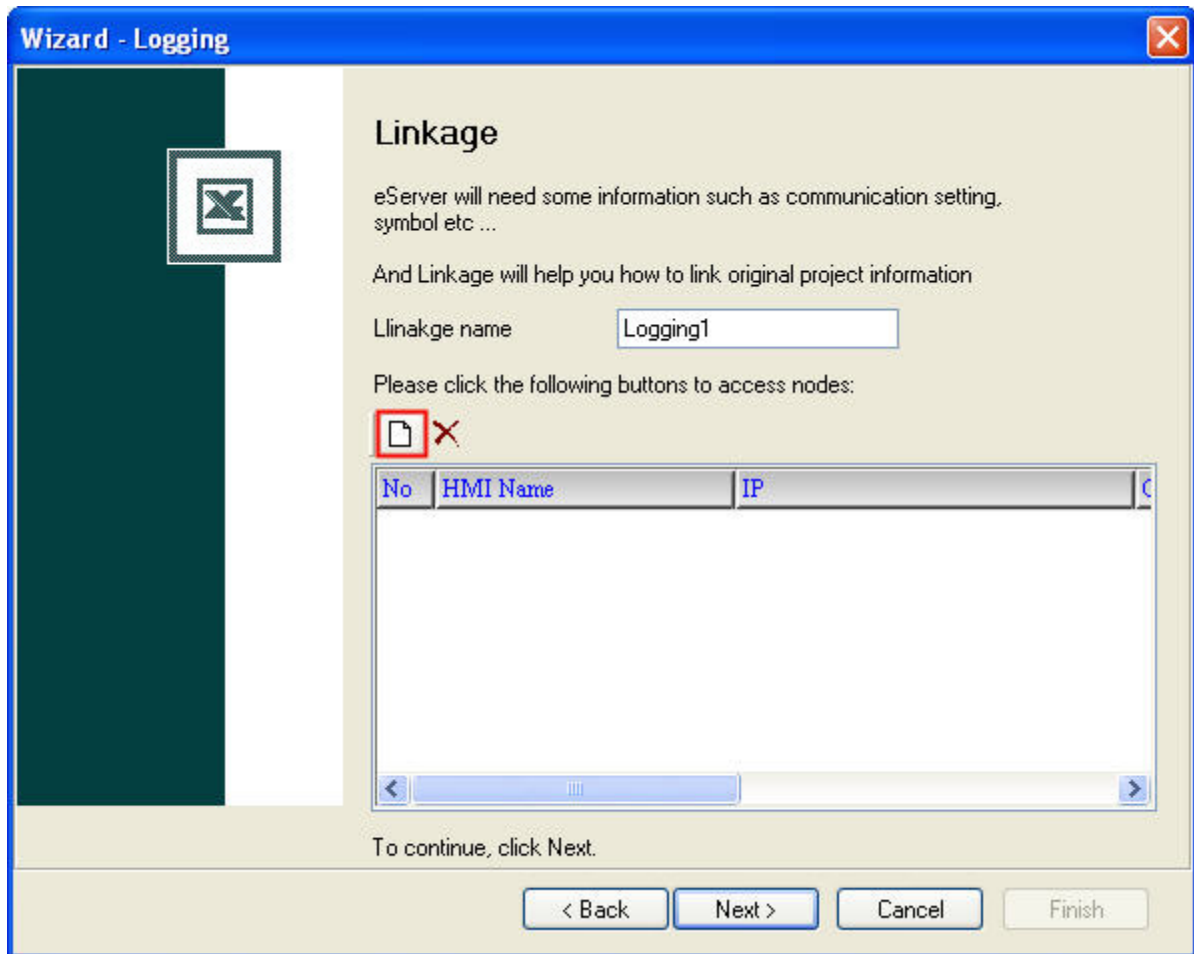 Wizard - Logging
Linkage
eServer will need some information such as communication setting,
symbol etc ...
And Linkage will help you how to link original project information
Llinakge name
Logging1
Please click the following buttons to access nodes:
No HMI Name IP
To continue, click Next.
< Back Next > Cancel Finish